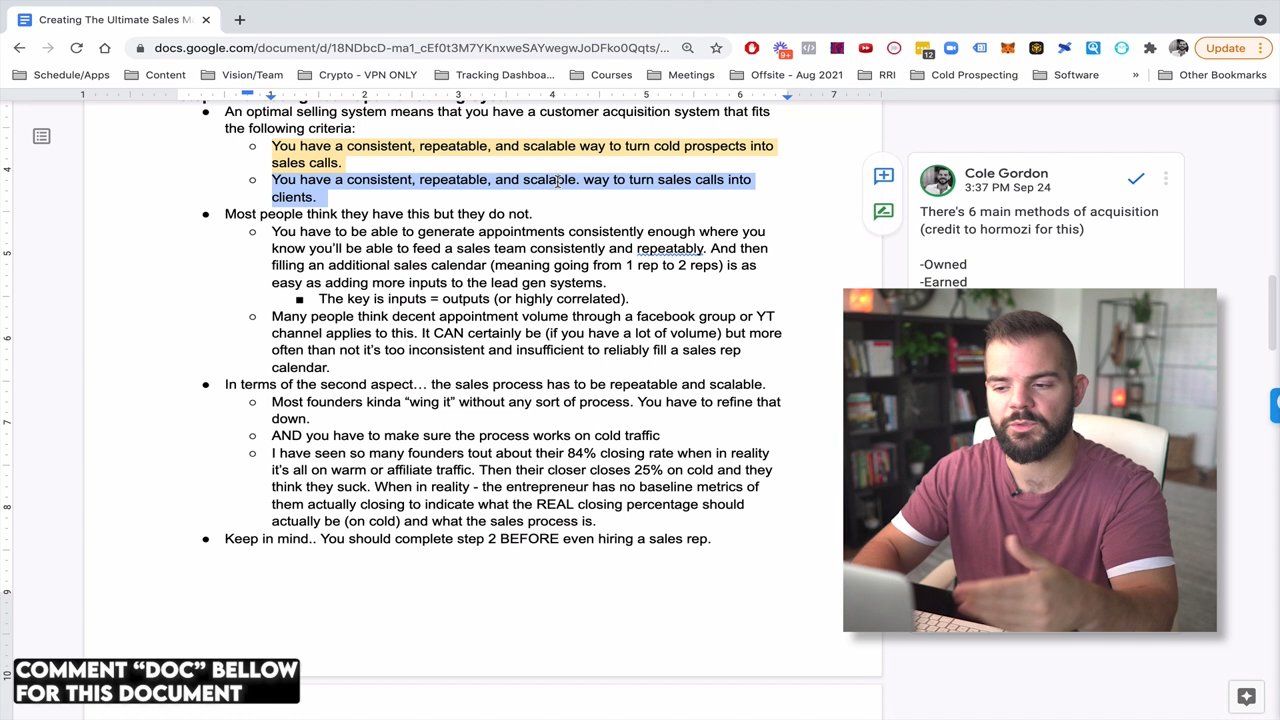 Creating The Ultimate Sales M
docs.google.com/document/d/18NDbcD-ma1_cEf0t3M7YKnxweSAYwegwJoDFko0Qqts/...
9+
12
Update
Schedule/Apps
Content
Vision/Team
Crypto - VPN ONLY
Tracking Dashboa...
Courses
Meetings
Offsite - Aug 2021
RRI
Cold Prospecting
Software
»
Other Bookmarks
1 1 2 3 4 5 6 7
An optimal selling system means that you have a customer acquisition system that fits
the following criteria:
You have a consistent, repeatable, and scalable way to turn cold prospects into
sales calls.
You have a consistent, repeatable, and scalable. way to turn sales calls into
clients.
Most people think they have this but they do not.
You have to be able to generate appointments consistently enough where you
know you'll be able to feed a sales team consistently and repeatably. And then
filling an additional sales calendar (meaning going from 1 rep to 2 reps) is as
easy as adding more inputs to the lead gen systems.
The key is inputs = outputs (or highly correlated).
Many people think decent appointment volume through a facebook group or YT
channel applies to this. It CAN certainly be (if you have a lot of volume) but more
often than not it's too inconsistent and insufficient to reliably fill a sales rep
calendar.
In terms of the second aspect… the sales process has to be repeatable and scalable.
Most founders kinda “wing it” without any sort of process. You have to refine that
down.
AND you have to make sure the process works on cold traffic
I have seen so many founders tout about their 84% closing rate when in reality
it's all on warm or affiliate traffic. Then their closer closes 25% on cold and they
think they suck. When in reality - the entrepreneur has no baseline metrics of
them actually closing to indicate what the REAL closing percentage should
actually be (on cold) and what the sales process is.
Keep in mind.. You should complete step 2 BEFORE even hiring a sales rep.
4
5
6
7
8
9
10
Cole Gordon
3:37 PM Sep 24
There's 6 main methods of acquisition
(credit to hormozi for this)
-Owned
-Earned
COMMENT “DOC” BELLOW
FOR THIS DOCUMENT